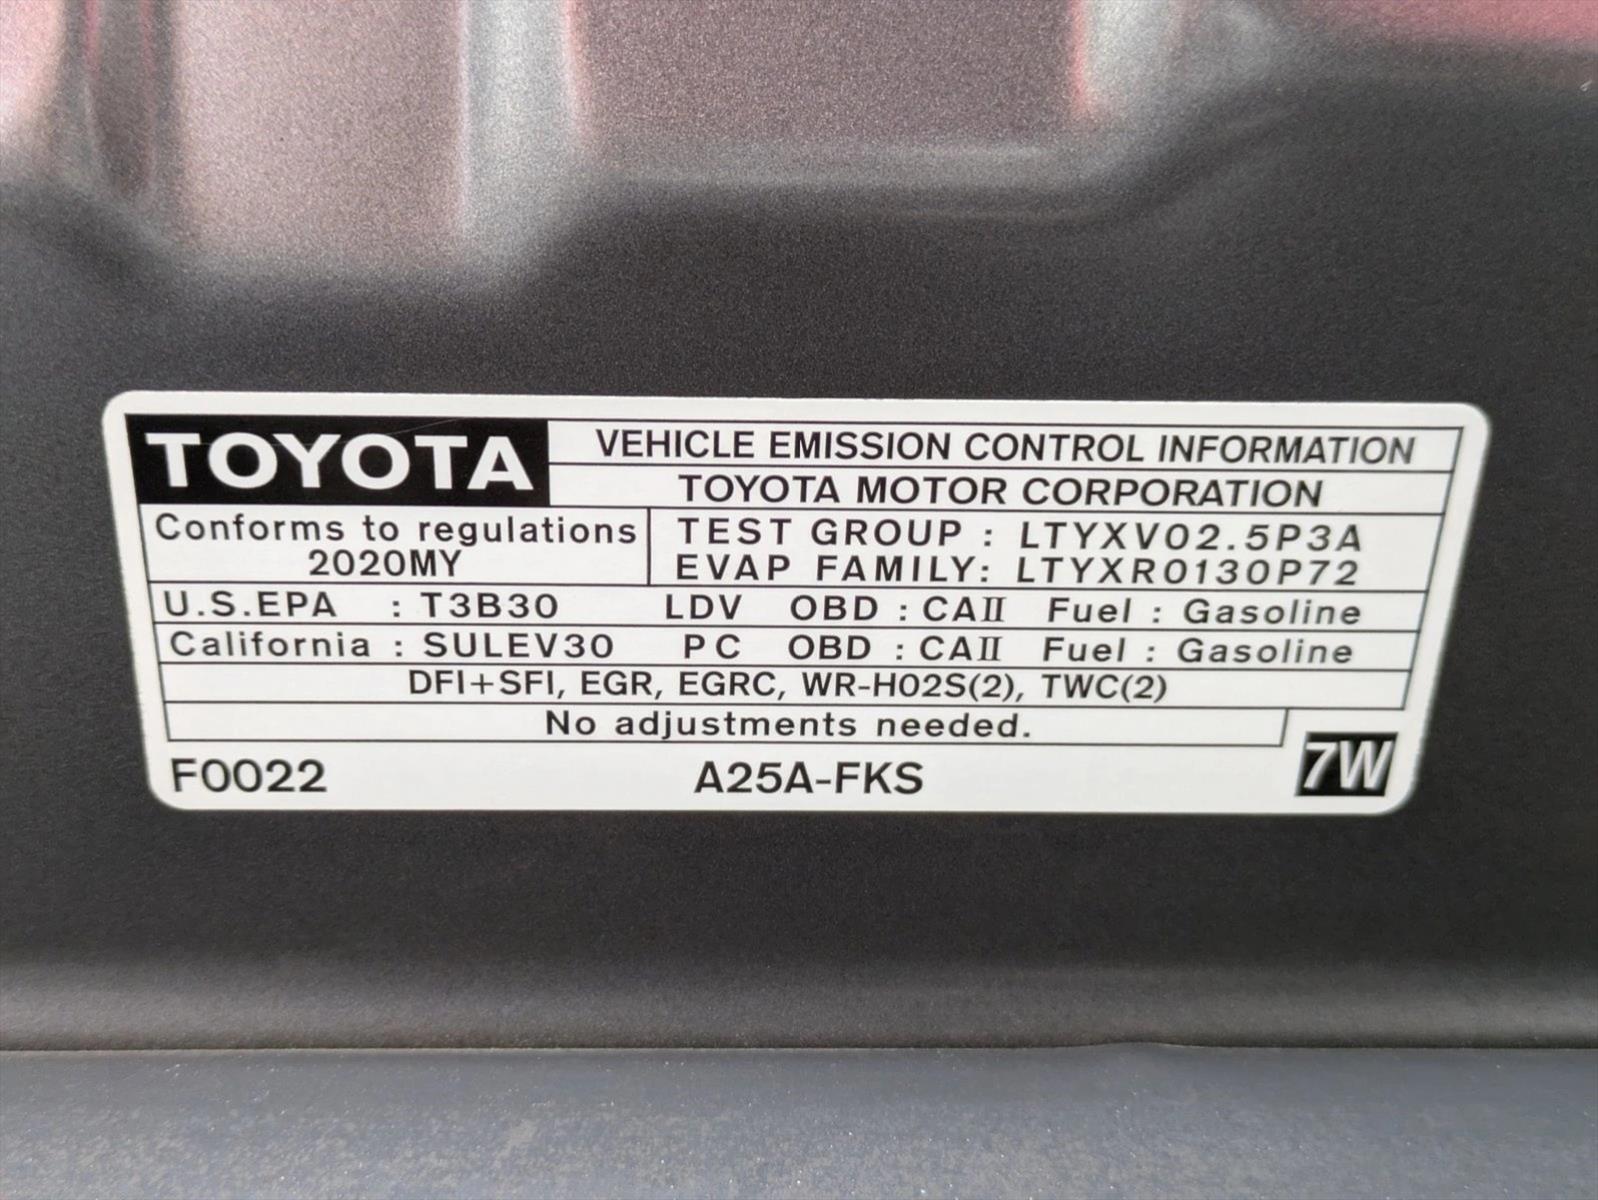 TOYOTA
VEHICLE EMISSION CONTROL INFORMATION
TOYOTA MOTOR CORPORATION
Conforms to regulations
2020MY
TEST GROUP : LTYXV02.5P3A
EVAP FAMILY: LTYXR0130P72
U.S.EPA : T3B30 LDV OBD : CAII Fuel : Gasoline
California : SULEV30 PC OBD : CAII Fuel : Gasoline
DFI+SFI, EGR, EGRC, WR-HO2S(2), TWC(2)
No adjustments needed.
F0022 A25A-FKS 7W